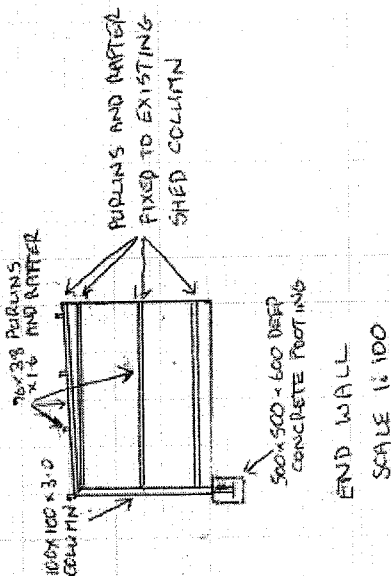 PURLINS AND RAFTER
FIXED TO EXISTING
SHED COLUMN
76x38 PURLINS
x1.6 AND RAFTER
100x100x3.0
COLUMN
500x500x600 DEEP
CONCRETE FOOTING
END WALL
SCALE 1:100